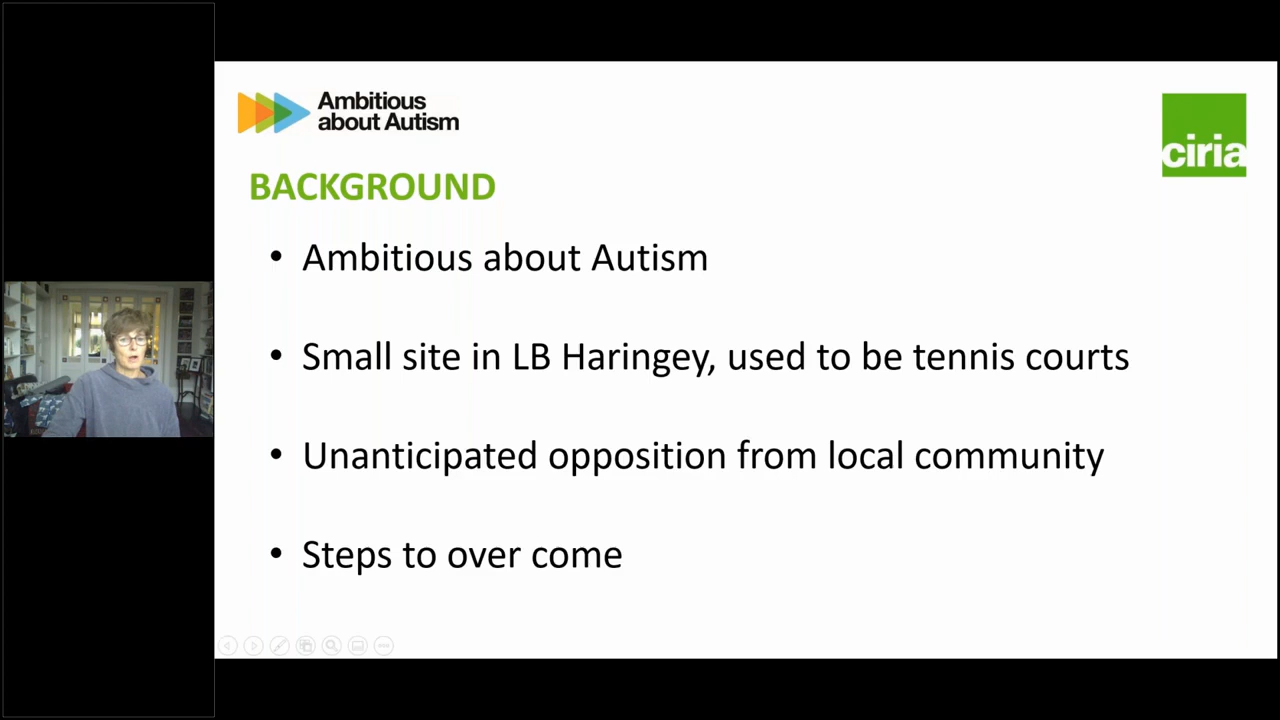 Ambitious
about Autism
ciria
BACKGROUND
• Ambitious about Autism
• Small site in LB Haringey, used to be tennis courts
• Unanticipated opposition from local community
• Steps to over come